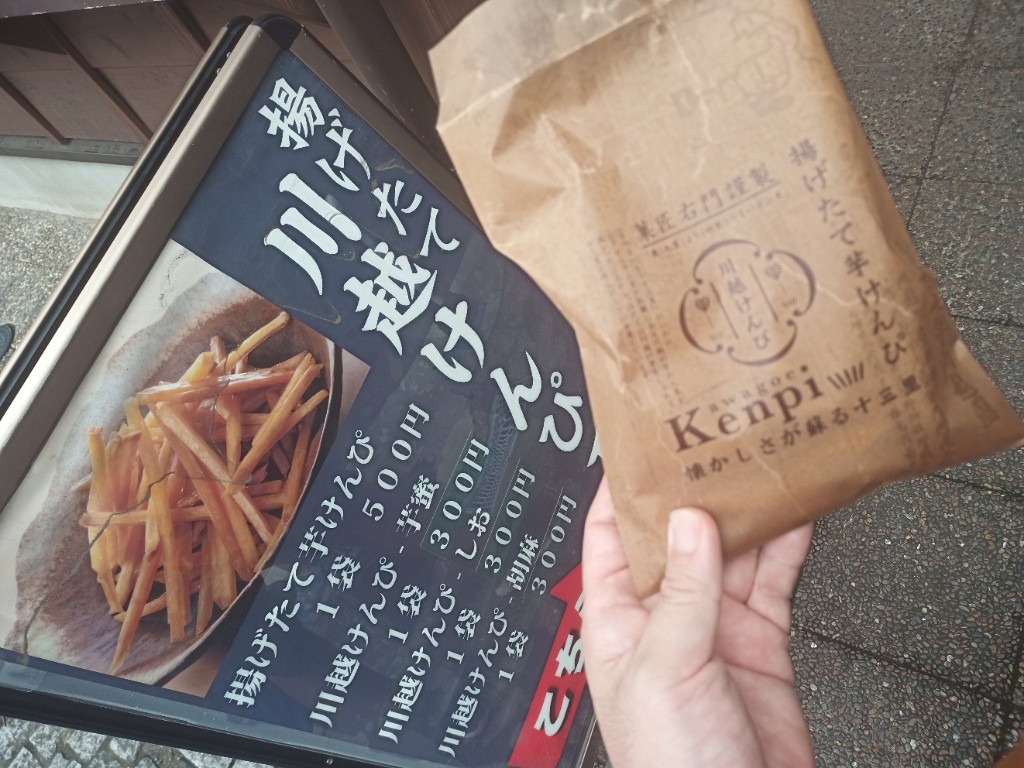 揚げたて
川越けんぴ
揚げたて芋けんぴ
1袋 500円
川越けんぴ - 芋蜜
1袋 300円
川越けんぴ - しお
1袋 300円
川越けんぴ - 胡麻
1袋 300円
こちら
揚げたて芋けんぴ
菓匠右門謹製
川越けんぴ
Kawagoe
Kenpi
懐かしさが蘇る十三里